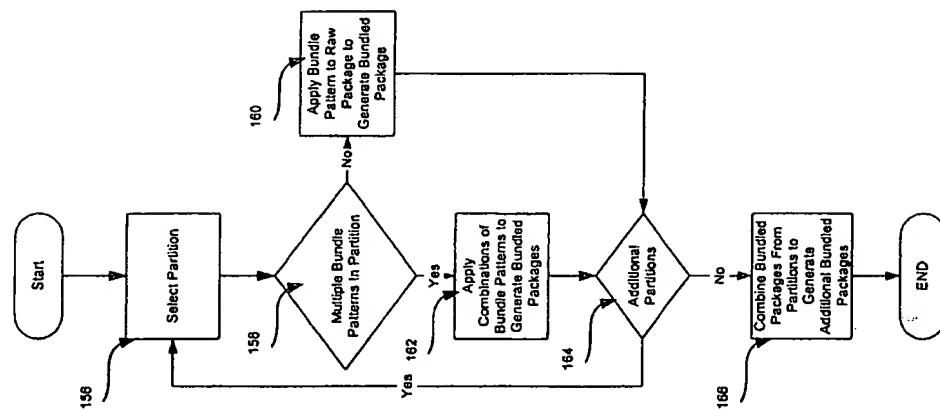 Start
156
Select Partition
158
Multiple Bundle
Patterns In Partition
No
160
Apply Bundle
Pattern to Raw
Package to
Generate Bundled
Package
Yes
162
Apply
Combinations of
Bundle Patterns to
Generate Bundled
Packages
164
Additional
Partitions
Yes
No
166
Combine Bundled
Packages From
Partitions to
Generate
Additional Bundled
Packages
END